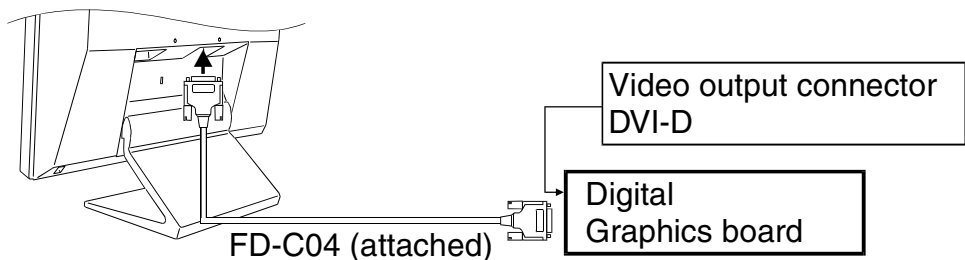 Video output connector
DVI-D
Digital
Graphics board
FD-C04 (attached)